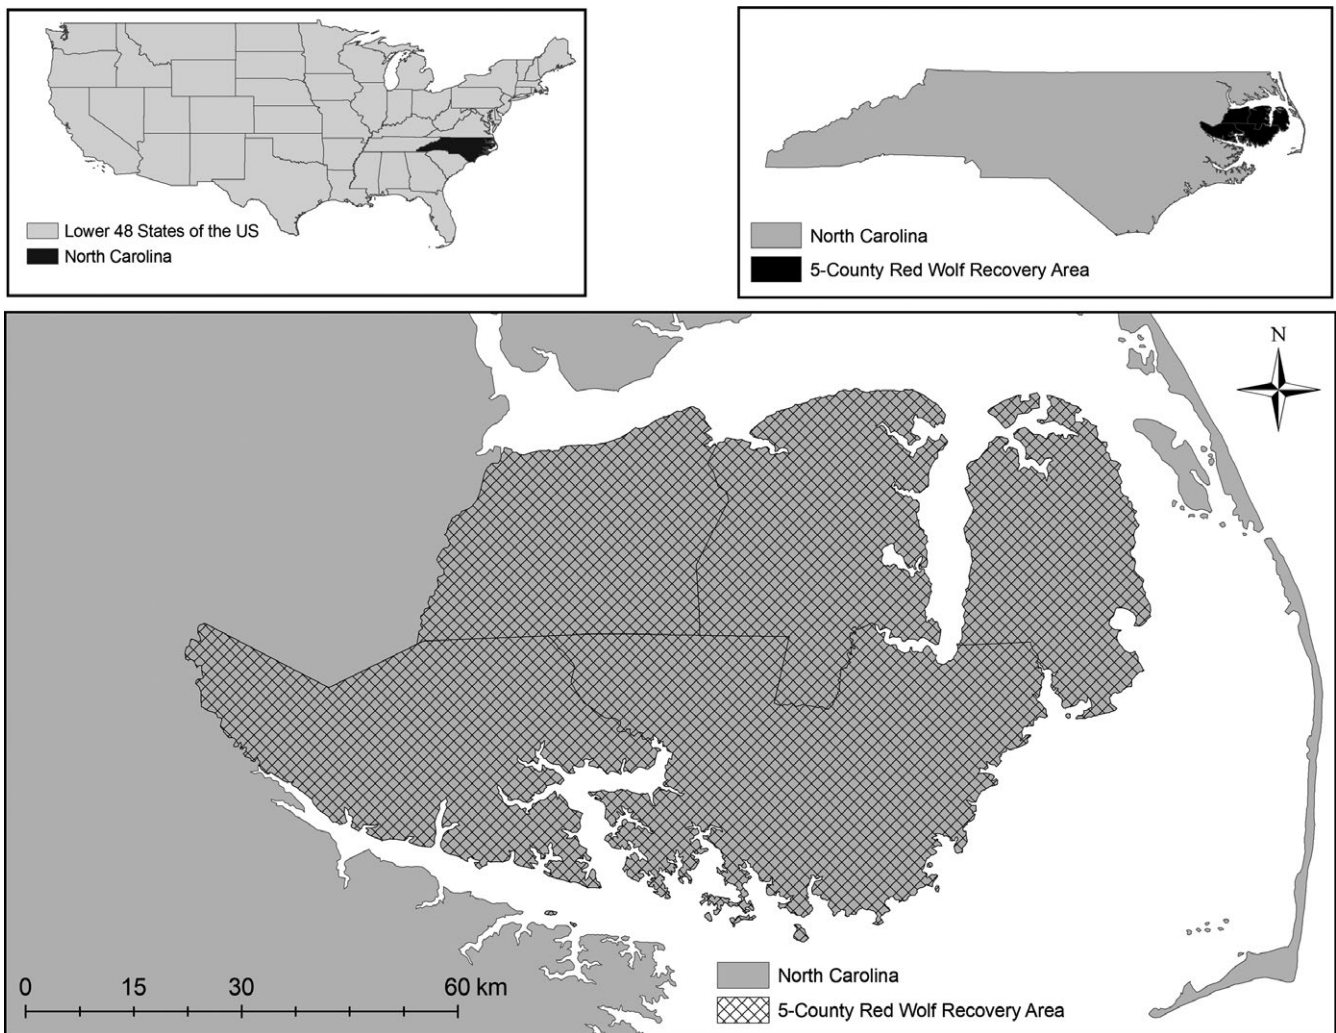 Lower 48 States of the US
North Carolina
North Carolina
5-County Red Wolf Recovery Area
N
0 15 30 60 km
North Carolina
5-County Red Wolf Recovery Area